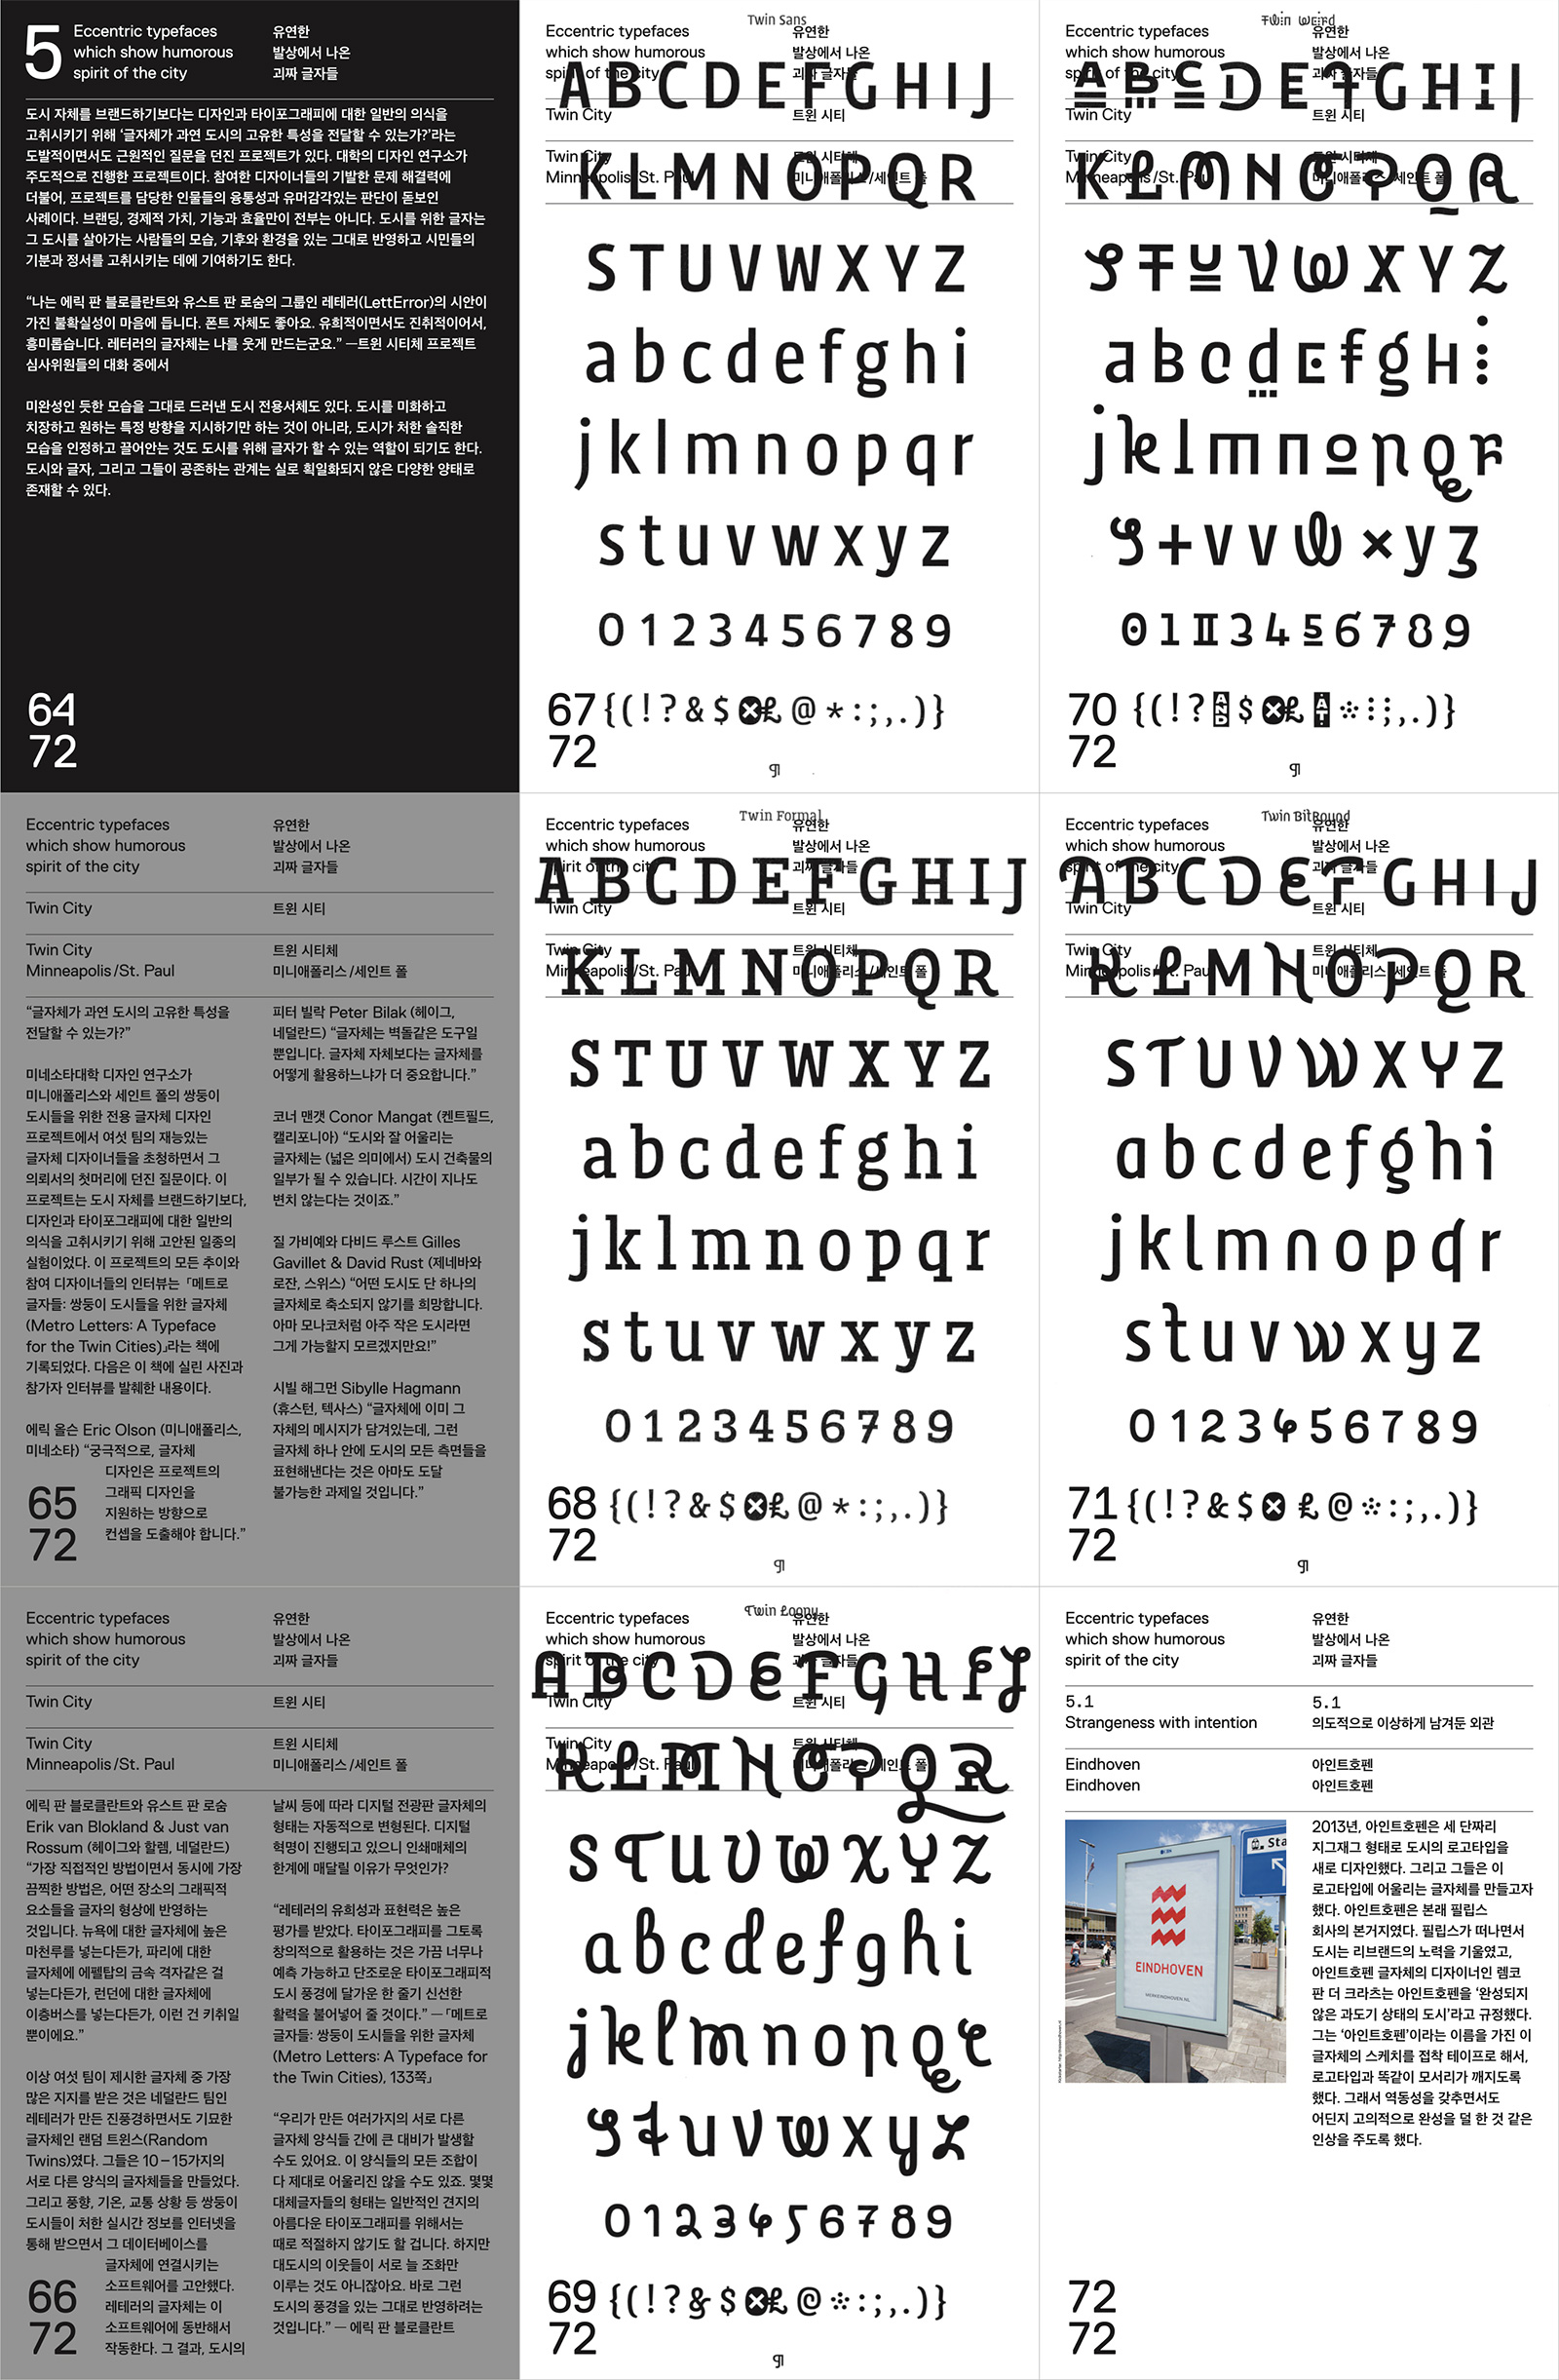 5
Eccentric typefaces
which show humorous
spirit of the city
유연한
발상에서 나온
괴짜 글자들
도시 자체를 브랜드하기보다는 디자인과 타이포그래피에 대한 일반의 의식을
고취시키기 위해 ‘글자체가 과연 도시의 고유한 특성을 전달할 수 있는가?’라는
도발적이면서도 근원적인 질문을 던진 프로젝트가 있다. 대학의 디자인 연구소가
주도적으로 진행한 프로젝트이다. 참여한 디자이너들의 기발한 문제 해결력에
더불어, 프로젝트를 담당한 인물들의 융통성과 유머감각있는 판단이 돋보인
사례이다. 브랜딩, 경제적 가치, 기능과 효율만이 전부는 아니다. 도시를 위한 글자는
그 도시를 살아가는 사람들의 모습, 기후와 환경을 있는 그대로 반영하고 시민들의
기분과 정서를 고취시키는 데에 기여하기도 한다.
“나는 에릭 판 블로클란트와 유스트 판 로숨의 그룹인 레테러(LettError)의 시안이
가진 불확실성이 마음에 듭니다. 폰트 자체도 좋아요. 유희적이면서도 진취적이어서,
흥미롭습니다. 레터러의 글자체는 나를 웃게 만드는군요.” —트윈 시티체 프로젝트
심사위원들의 대화 중에서
미완성인 듯한 모습을 그대로 드러낸 도시 전용서체도 있다. 도시를 미화하고
치장하고 원하는 특정 방향을 지시하기만 하는 것이 아니라, 도시가 처한 솔직한
모습을 인정하고 끌어안는 것도 도시를 위해 글자가 할 수 있는 역할이 되기도 한다.
도시와 글자, 그리고 그들이 공존하는 관계는 실로 획일화되지 않은 다양한 양태로
존재할 수 있다.
64
72
Eccentric typefaces
which show humorous
spirit of the city
유연한
발상에서 나온
괴짜 글자들
Twin City
트윈 시티
Twin City
Minneapolis/St. Paul
트윈 시티체
미니애폴리스/세인트 폴
“글자체가 과연 도시의 고유한 특성을
전달할 수 있는가?”
미네소타대학 디자인 연구소가
미니애폴리스와 세인트 폴의 쌍둥이
도시들을 위한 전용 글자체 디자인
프로젝트에서 여섯 팀의 재능있는
글자체 디자이너들을 초청하면서 그
의뢰서의 첫머리에 던진 질문이다. 이
프로젝트는 도시 자체를 브랜드하기보다,
디자인과 타이포그래피에 대한 일반의
의식을 고취시키기 위해 고안된 일종의
실험이었다. 이 프로젝트의 모든 추이와
참여 디자이너들의 인터뷰는 「메트로
글자들: 쌍둥이 도시들을 위한 글자체
(Metro Letters: A Typeface
for the Twin Cities)」라는 책에
기록되었다. 다음은 이 책에 실린 사진과
참가자 인터뷰를 발췌한 내용이다.
에릭 올슨 Eric Olson (미니애폴리스,
미네소타) “궁극적으로, 글자체
디자인은 프로젝트의
그래픽 디자인을
지원하는 방향으로
컨셉을 도출해야 합니다.”
피터 빌락 Peter Bilak (헤이그,
네덜란드) “글자체는 벽돌같은 도구일
뿐입니다. 글자체 자체보다는 글자체를
어떻게 활용하느냐가 더 중요합니다.”
코너 맨갯 Conor Mangat (켄트필드,
캘리포니아) “도시와 잘 어울리는
글자체는 (넓은 의미에서) 도시 건축물의
일부가 될 수 있습니다. 시간이 지나도
변치 않는다는 것이죠.”
질 가비예와 다비드 루스트 Gilles
Gavillet & David Rust (제네바와
로잔, 스위스) “어떤 도시도 단 하나의
글자체로 축소되지 않기를 희망합니다.
아마 모나코처럼 아주 작은 도시라면
그게 가능할지 모르겠지만요!”
시빌 해그먼 Sibylle Hagmann
(휴스턴, 텍사스) “글자체에 이미 그
자체의 메시지가 담겨있는데, 그런
글자체 하나 안에 도시의 모든 측면들을
표현해낸다는 것은 아마도 도달
불가능한 과제일 것입니다.”
65
72
Eccentric typefaces
which show humorous
spirit of the city
유연한
발상에서 나온
괴짜 글자들
Twin City
트윈 시티
Twin City
Minneapolis/St. Paul
트윈 시티체
미니애폴리스/세인트 폴
에릭 판 블로클란트와 유스트 판 로숨
Erik van Blokland & Just van
Rossum (헤이그와 할렘, 네덜란드)
“가장 직접적인 방법이면서 동시에 가장
끔찍한 방법은, 어떤 장소의 그래픽적
요소들을 글자의 형상에 반영하는
것입니다. 뉴욕에 대한 글자체에 높은
마천루를 넣는다든가, 파리에 대한
글자체에 에펠탑의 금속 격자같은 걸
넣는다든가, 런던에 대한 글자체에
이층버스를 넣는다든가, 이런 건 키취일
뿐이에요.”
이상 여섯 팀이 제시한 글자체 중 가장
많은 지지를 받은 것은 네덜란드 팀인
레테러가 만든 진풍경하면서도 기묘한
글자체인 랜덤 트윈스(Random
Twins)였다. 그들은 10–15가지의
서로 다른 양식의 글자체들을 만들었다.
그리고 풍향, 기온, 교통 상황 등 쌍둥이
도시들이 처한 실시간 정보를 인터넷을
통해 받으면서 그 데이터베이스를
글자체에 연결시키는
소프트웨어를 고안했다.
레테러의 글자체는 이
소프트웨어에 동반해서
작동한다. 그 결과, 도시의
날씨 등에 따라 디지털 전광판 글자체의
형태는 자동적으로 변형된다. 디지털
혁명이 진행되고 있으니 인쇄매체의
한계에 매달릴 이유가 무엇인가?
“레테러의 유희성과 표현력은 높은
평가를 받았다. 타이포그래피를 그토록
창의적으로 활용하는 것은 가끔 너무나
예측 가능하고 단조로운 타이포그래피적
도시 풍경에 달가운 한 줄기 신선한
활력을 불어넣어 줄 것이다.” — 「메트로
글자들: 쌍둥이 도시들을 위한 글자체
(Metro Letters: A Typeface for
the Twin Cities), 133쪽」
“우리가 만든 여러가지의 서로 다른
글자체 양식들 간에 큰 대비가 발생할
수도 있어요. 이 양식들의 모든 조합이
다 제대로 어울리진 않을 수도 있죠. 몇몇
대체글자들의 형태는 일반적인 견지의
아름다운 타이포그래피를 위해서는
때로 적절하지 않기도 할 겁니다. 하지만
대도시의 이웃들이 서로 늘 조화만
이루는 것도 아니잖아요. 바로 그런
도시의 풍경을 있는 그대로 반영하려는
것입니다.” — 에릭 판 블로클란트
66
72
Twin Sans
Eccentric typefaces
which show humorous
spirit of the city
유연한
발상에서 나온
괴짜 글자들
ABCDEFGHIJ
Twin City
트윈 시티
Twin City
Minneapolis/St. Paul
트윈 시티체
미니애폴리스/세인트 폴
KLMNOPQR
STUVWXYZ
abcdefghi
jklmnopqr
stuvwxyz
0123456789
67
72
{(!?&$✖£@*:;,.)}
¶
Twin Formal
Eccentric typefaces
which show humorous
spirit of the city
유연한
발상에서 나온
괴짜 글자들
ABCDEFGHIJ
Twin City
트윈 시티
Twin City
Minneapolis/St. Paul
트윈 시티체
미니애폴리스/세인트 폴
KLMNOPQR
STUVWXYZ
abcdefghi
jklmnopqr
stuvwxyz
0123456789
68
72
{(!?&$✖£@*:;,.)}
¶
Twin Loopy
Eccentric typefaces
which show humorous
spirit of the city
유연한
발상에서 나온
괴짜 글자들
ABCDEFGHIJ
Twin City
트윈 시티
Twin City
Minneapolis/St. Paul
트윈 시티체
미니애폴리스/세인트 폴
KLMNOPQR
STUVWXYZ
abcdefghi
jklmnopqr
stuvwxyz
0123456789
69
72
{(!?&$✖£@*:;,.)}
¶
Twin Weird
Eccentric typefaces
which show humorous
spirit of the city
유연한
발상에서 나온
괴짜 글자들
ABCDEFGHIJ
Twin City
트윈 시티
Twin City
Minneapolis/St. Paul
트윈 시티체
미니애폴리스/세인트 폴
KLMNOPQR
STUVWXYZ
aBcdEfgHi
jklmnopqr
stuvwxyz
01II3456789
70
72
{(!?AND$✖£AT*:;,.)}
¶
Twin BitRound
Eccentric typefaces
which show humorous
spirit of the city
유연한
발상에서 나온
괴짜 글자들
ABCDEFGHIJ
Twin City
트윈 시티
Twin City
Minneapolis/St. Paul
트윈 시티체
미니애폴리스/세인트 폴
KLMNOPQR
STUVWXYZ
abcdefghi
jklmnopqr
stuvwxyz
0123456789
71
72
{(!?&$✖£@*:;,.)}
¶
Eccentric typefaces
which show humorous
spirit of the city
유연한
발상에서 나온
괴짜 글자들
5.1
Strangeness with intention
5.1
의도적으로 이상하게 남겨둔 외관
Eindhoven
Eindhoven
아인트호펜
아인트호펜
Sta
EINDHOVEN
2013년, 아인트호펜은 세 단짜리
지그재그 형태로 도시의 로고타입을
새로 디자인했다. 그리고 그들은 이
로고타입에 어울리는 글자체를 만들고자
했다. 아인트호펜은 본래 필립스
회사의 본거지였다. 필립스가 떠나면서
도시는 리브랜드의 노력을 기울였고,
아인트호펜 글자체의 디자이너인 렘코
판 더 크라츠는 아인트호펜을 ‘완성되지
않은 과도기 상태의 도시’라고 규정했다.
그는 ‘아인트호펜’이라는 이름을 가진 이
글자체의 스케치를 접착 테이프로 해서,
로고타입과 똑같이 모서리가 깨지도록
했다. 그래서 역동성을 갖추면서도
어딘지 고의적으로 완성을 덜 한 것 같은
인상을 주도록 했다.
72
72